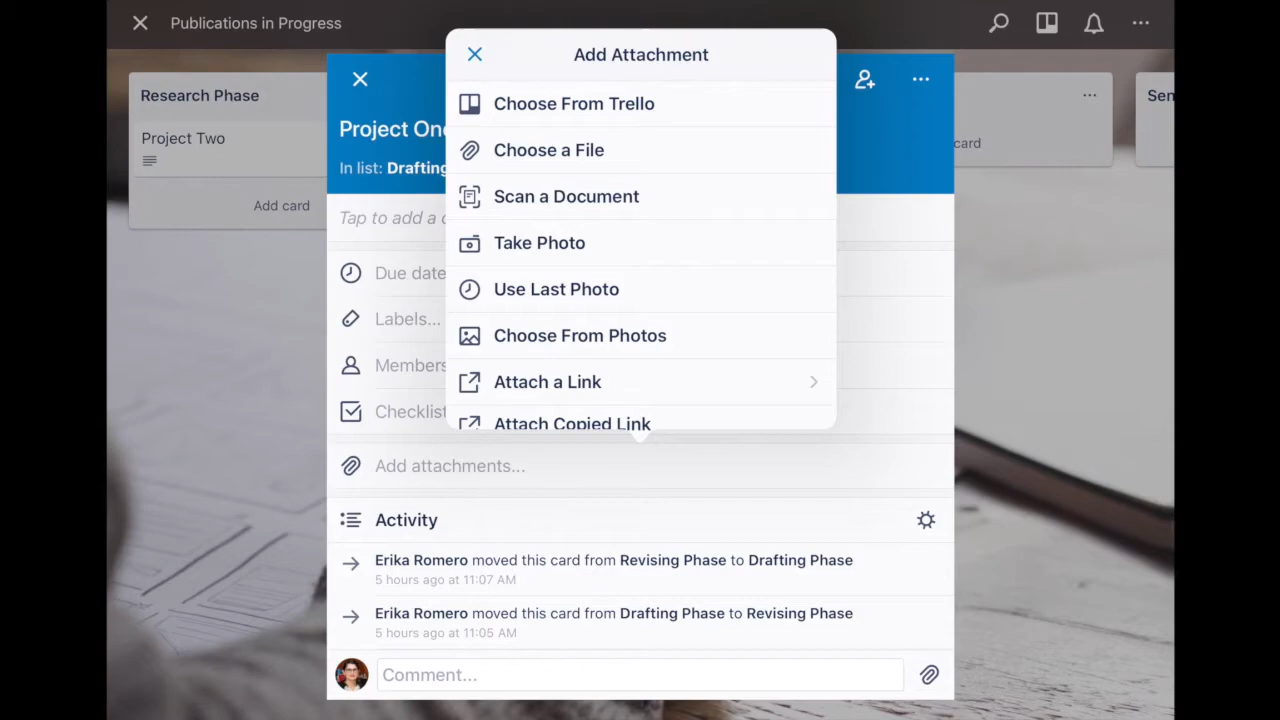 Publications in Progress
Add Attachment
Choose From Trello
Choose a File
Scan a Document
Take Photo
Use Last Photo
Choose From Photos
Attach a Link
Attach Copied Link
Research Phase
Project Two
Add card
Project One
In list: Drafting
Tap to add a
Due date
Labels...
Members
Checklist
Add attachments...
Activity
Erika Romero moved this card from Revising Phase to Drafting Phase
5 hours ago at 11:07 AM
Erika Romero moved this card from Drafting Phase to Revising Phase
5 hours ago at 11:05 AM
Comment...
card
Sen